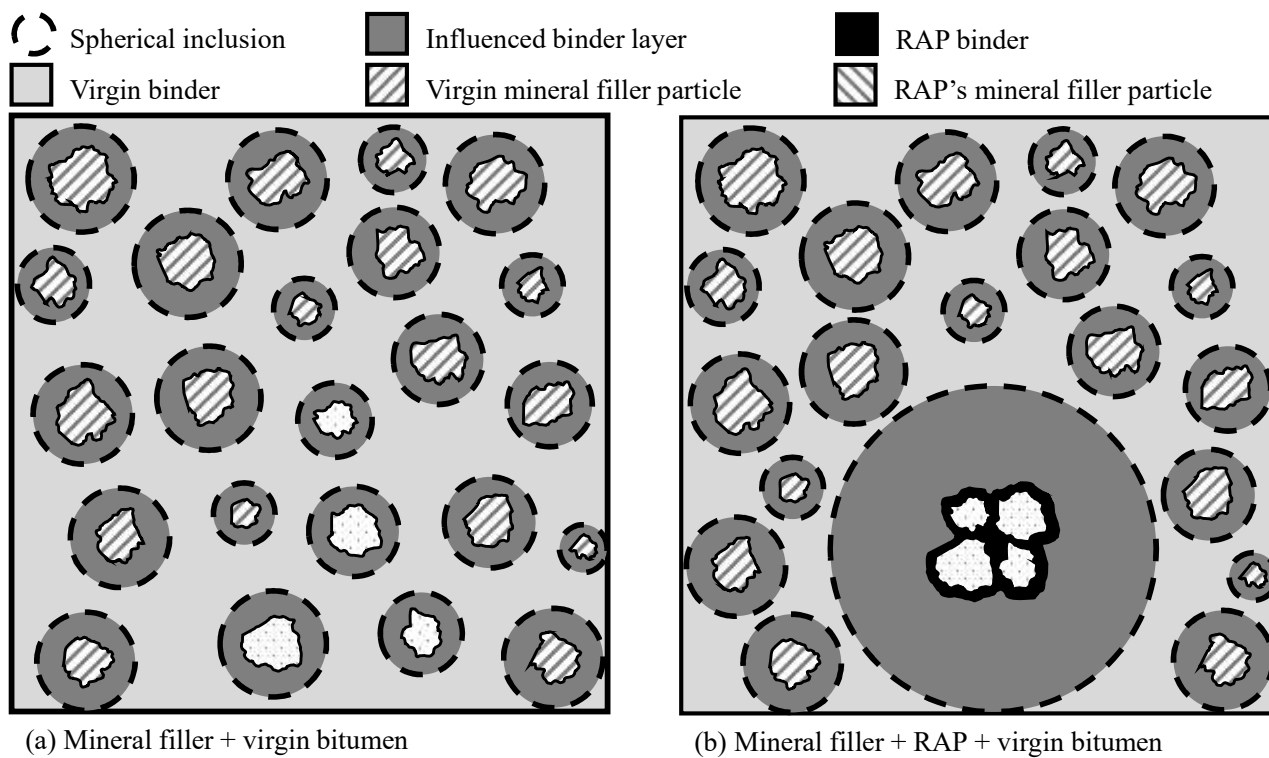 Spherical inclusion
Influenced binder layer
RAP binder
Virgin binder
Virgin mineral filler particle
RAP's mineral filler particle
(a) Mineral filler + virgin bitumen
(b) Mineral filler + RAP + virgin bitumen